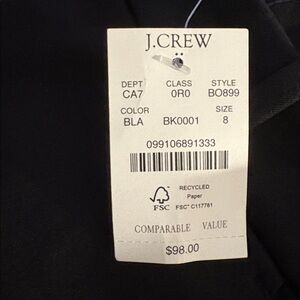 J.CREW
DEPT CLASS STYLE
CA7 0R0 BO899
COLOR SIZE
BLA BK0001 8
099106891333
RECYCLED
Paper
FSC FSC® C117781
COMPARABLE VALUE
$98.00